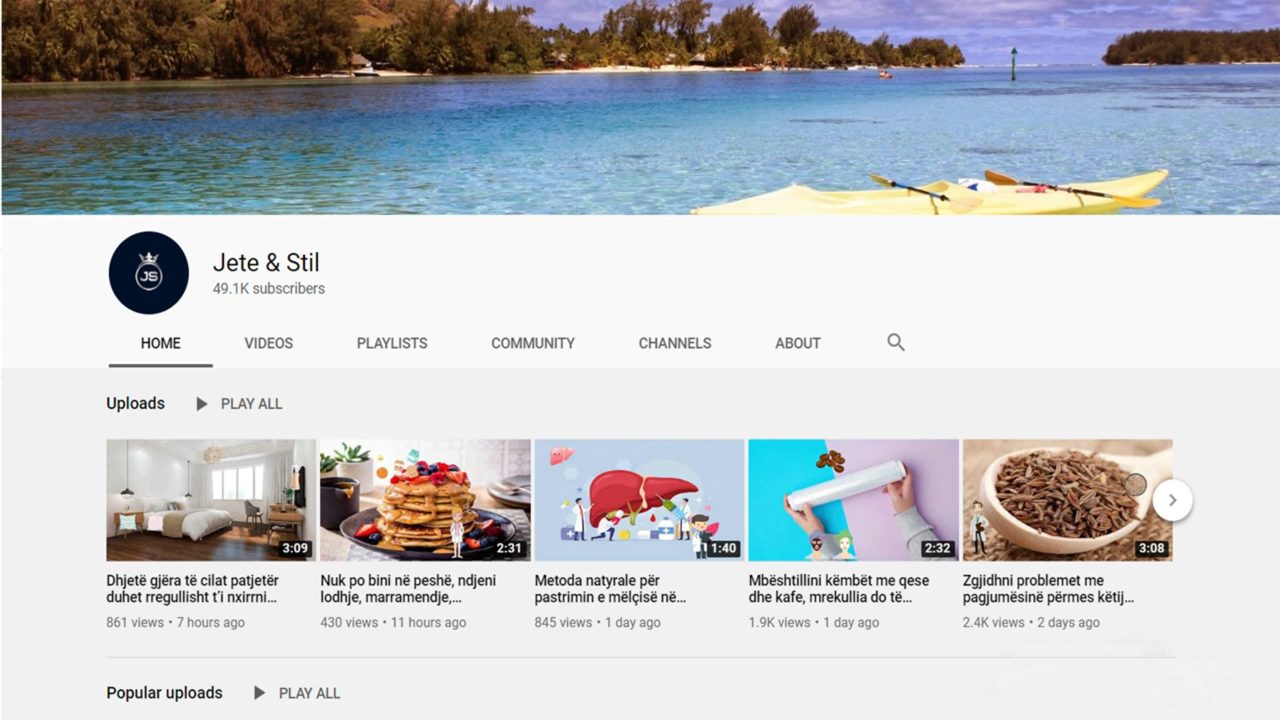 JS
Jete & Stil
49.1K subscribers
HOME VIDEOS PLAYLISTS COMMUNITY CHANNELS ABOUT
Uploads PLAY ALL
3:09 2:31 1:40 2:32 3:08
Dhjetë gjëra të cilat patjetër duhet rregullisht t'i nxirrni...
861 views • 7 hours ago
Nuk po bini në peshë, ndjeni lodhje, marramendje,...
430 views • 11 hours ago
Metoda natyrale për pastrimin e mëlçisë në...
845 views • 1 day ago
Mbështillini këmbët me qese dhe kafe, mrekullia do të...
1.9K views • 1 day ago
Zgjidhni problemet me pagjumësinë përmes këtij...
2.4K views • 2 days ago
Popular uploads PLAY ALL